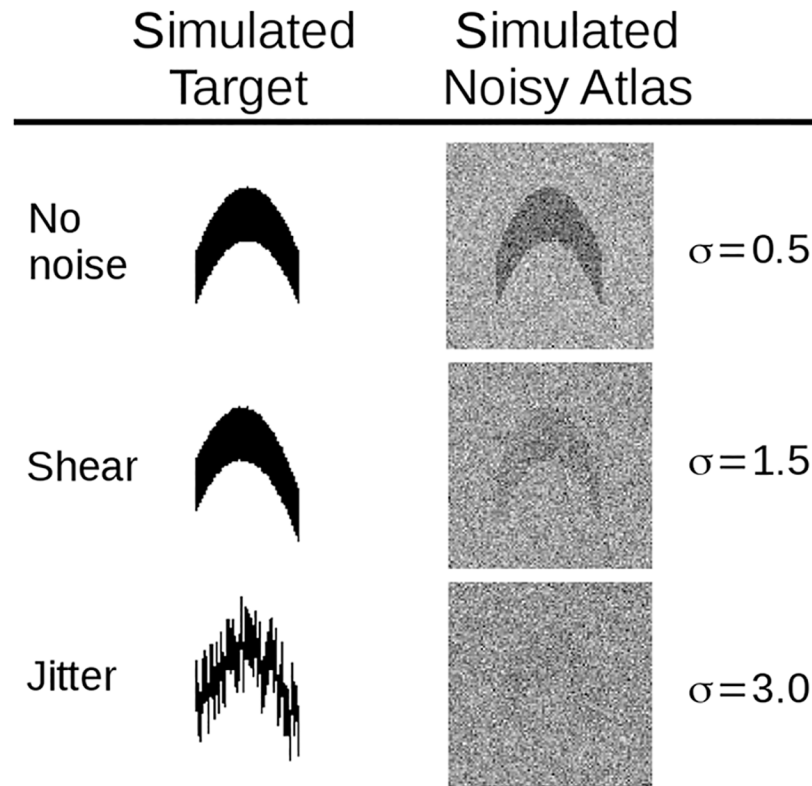 Simulated Target
Simulated Noisy Atlas
No noise
σ=0.5
Shear
σ=1.5
Jitter
σ=3.0